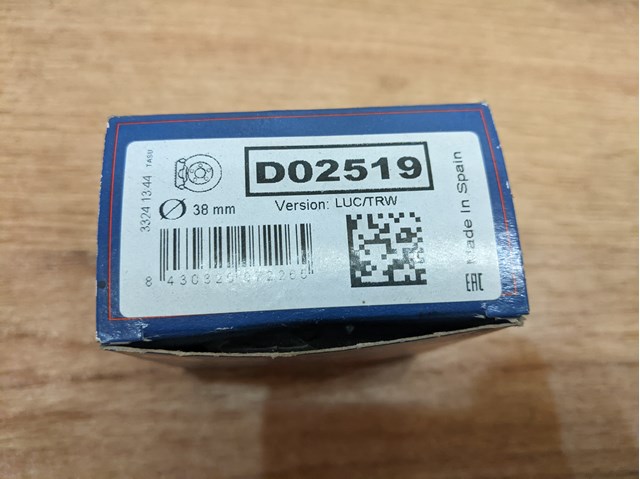 D02519
Version: LUC/TRW
Ø 38 mm
3324 13:44 TASU
Made In Spain
EAC